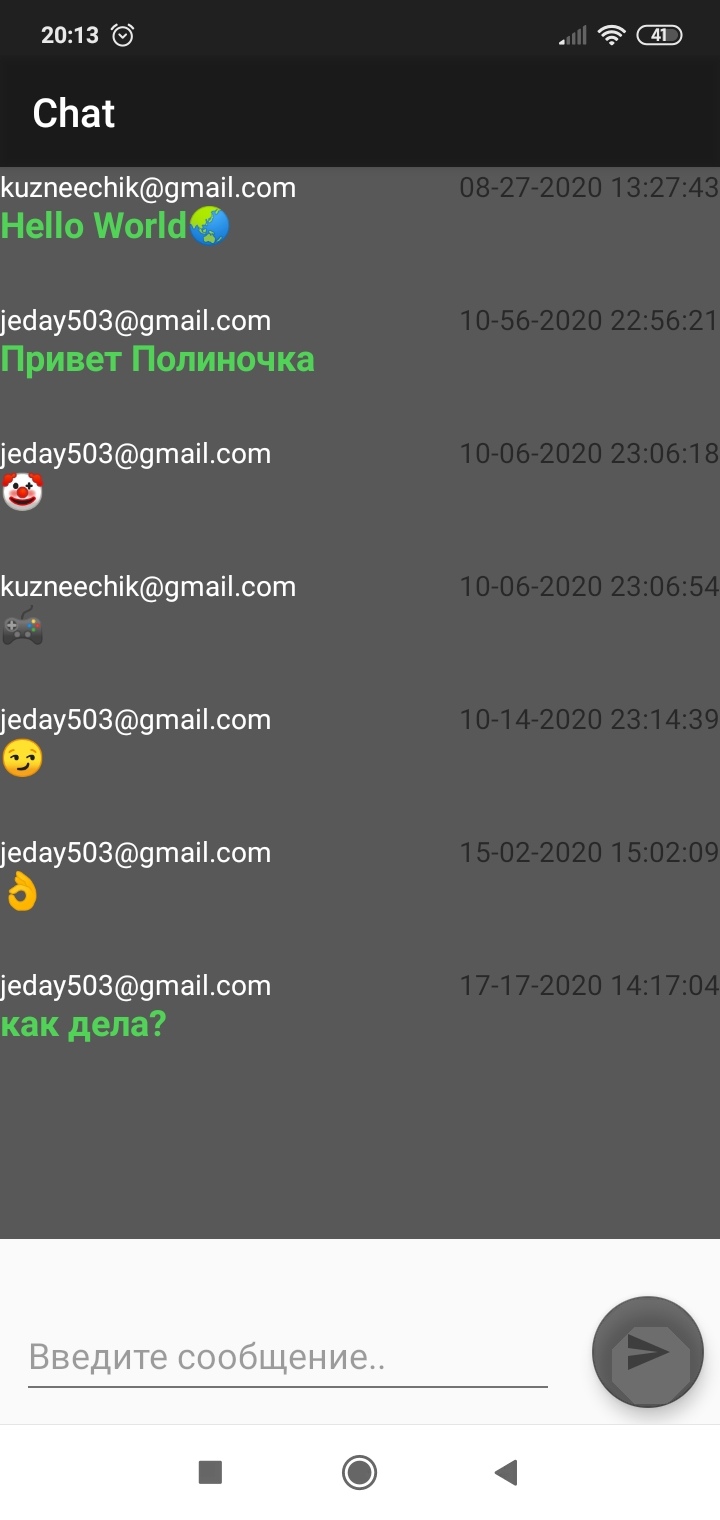 20:13 41
Chat
kuzneechik@gmail.com 08-27-2020 13:27:43
Hello World🌏
jeday503@gmail.com 10-56-2020 22:56:21
Привет Полиночка
jeday503@gmail.com 10-06-2020 23:06:18
🤡
kuzneechik@gmail.com 10-06-2020 23:06:54
🎮
jeday503@gmail.com 10-14-2020 23:14:39
😏
jeday503@gmail.com 15-02-2020 15:02:09
👌
jeday503@gmail.com 17-17-2020 14:17:04
как дела?
Введите сообщение..